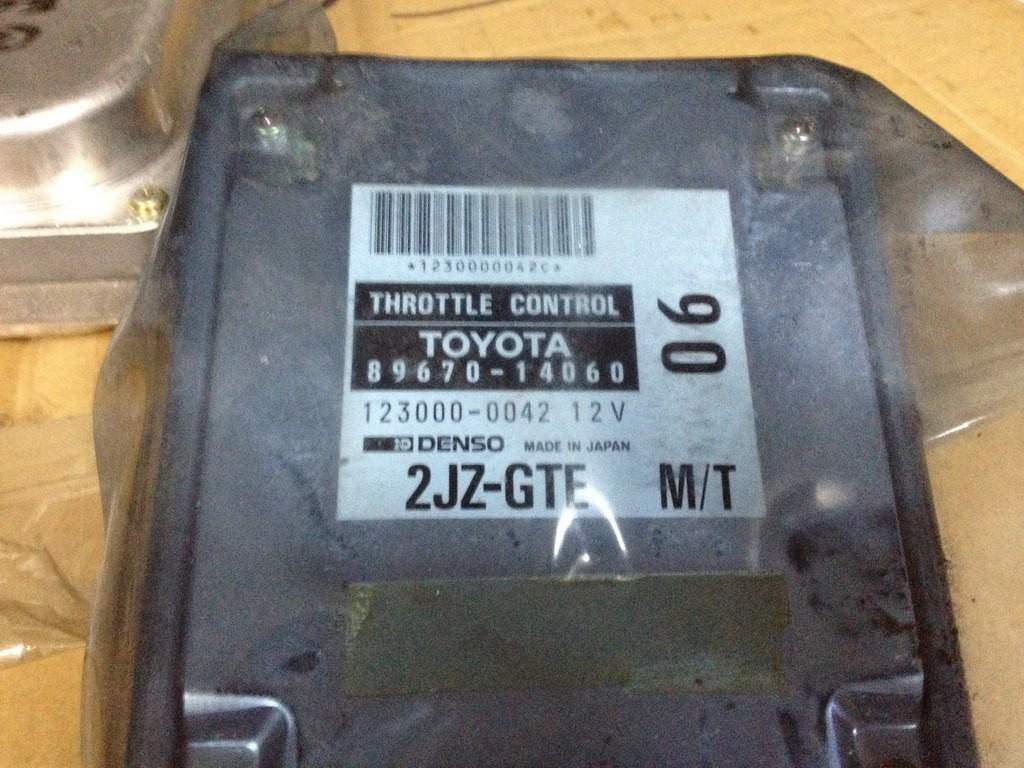 *1230000042C*
THROTTLE CONTROL
TOYOTA
89670-14060
06
123000-0042 12V
DENSO MADE IN JAPAN
2JZ-GTE M/T